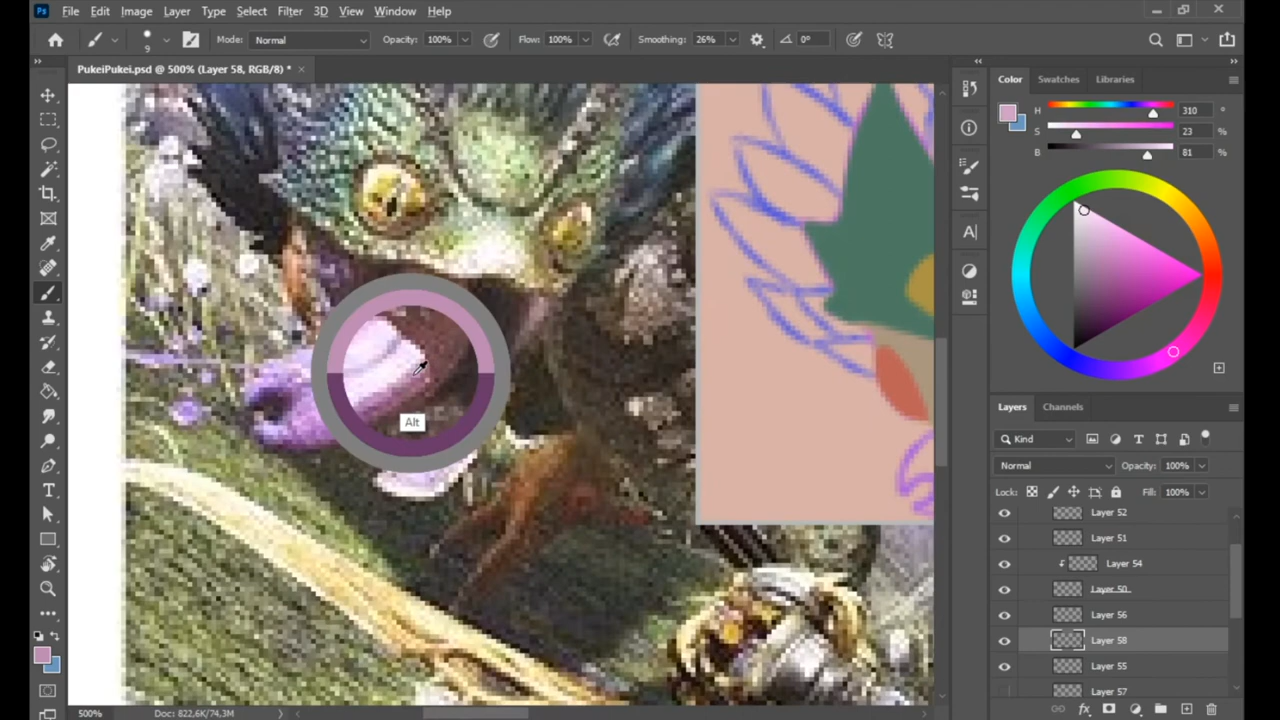 Ps File Edit Image Layer Type Select Filter 3D View Window Help
9 Mode: Normal Opacity: 100% Flow: 100% Smoothing: 26% 0°
PukeiPukei.psd @ 500% (Layer 58, RGB/8) * ×
Color Swatches Libraries
H 310 °
S 23 %
B 81 %
A
T
Alt
Layers Channels
Kind T
Normal Opacity: 100%
Lock: Fill: 100%
Layer 52
Layer 51
Layer 54
Layer 50
Layer 56
Layer 58
Layer 55
Layer 57
fx
500% Doc: 822,6K/74,3M